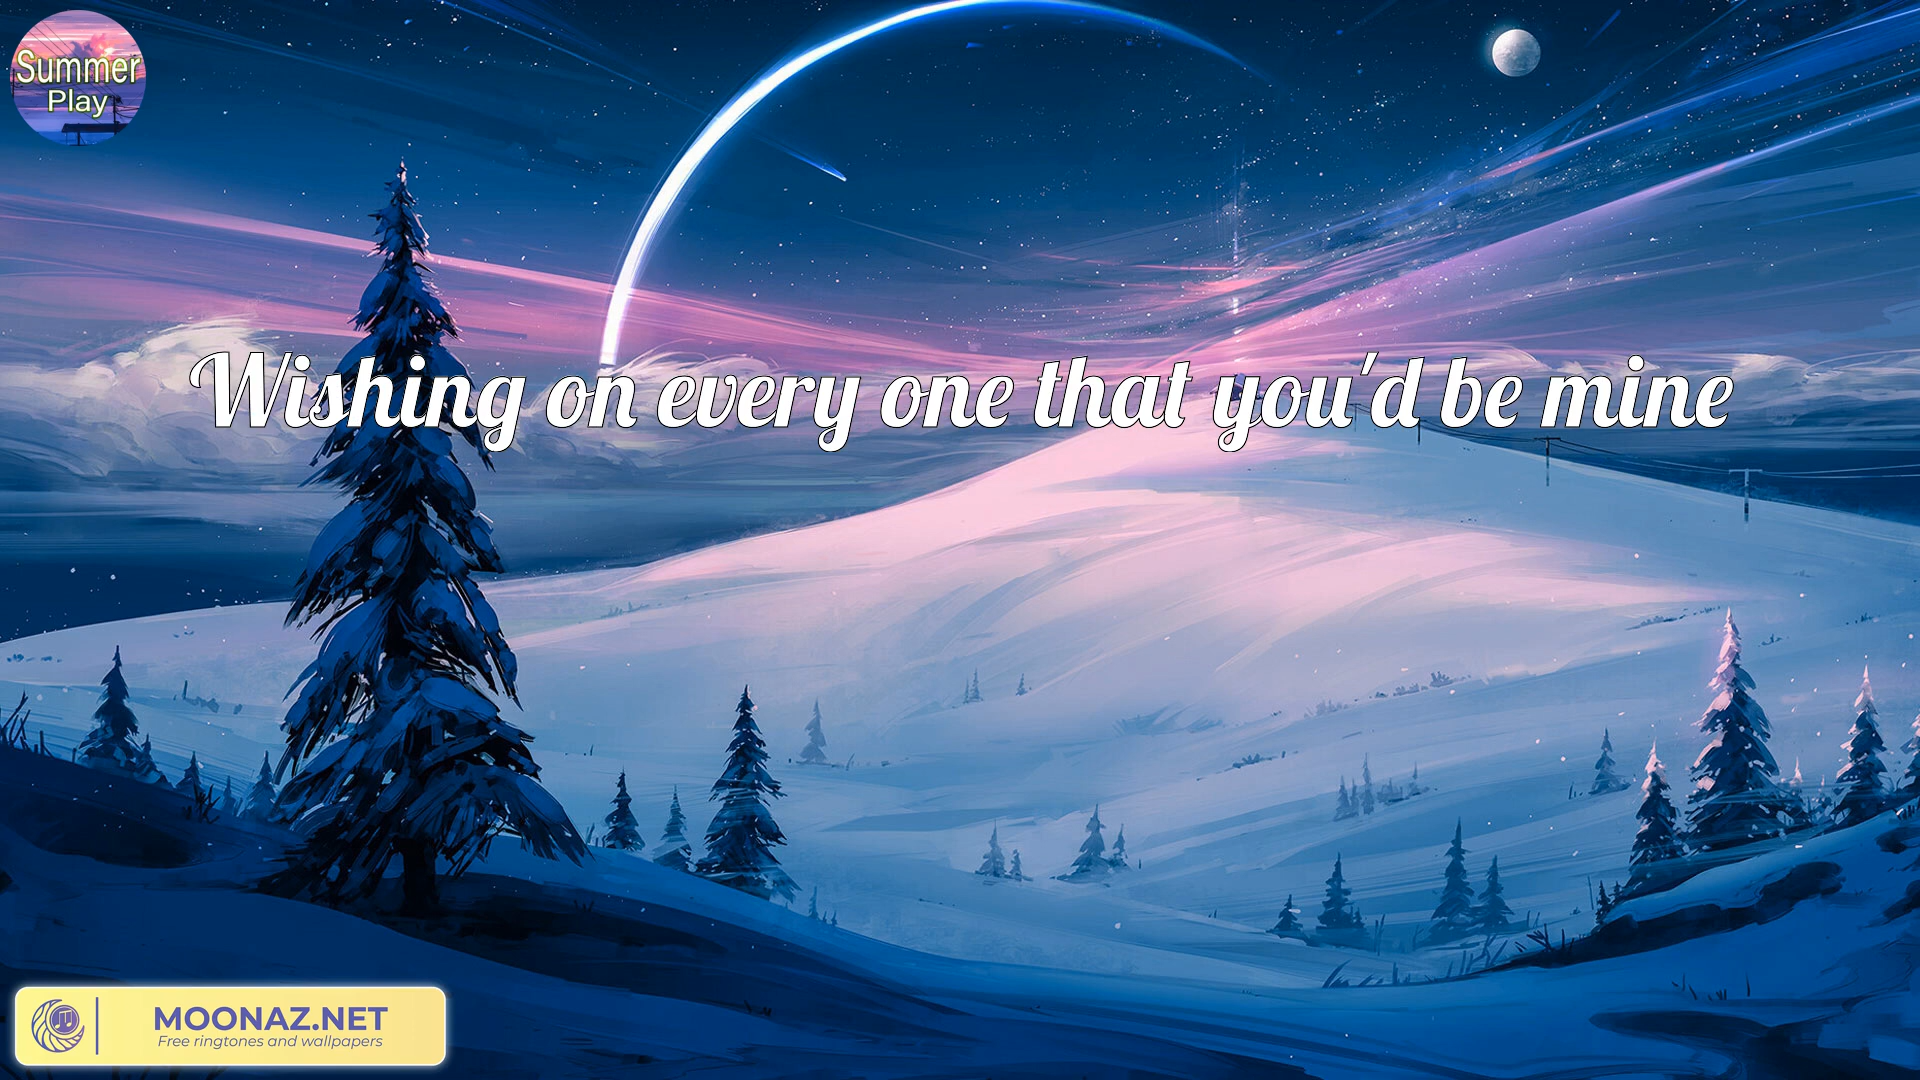 Summer
Play
Wishing on every one that you'd be mine
MOONAZ.NET
Free ringtones and wallpapers